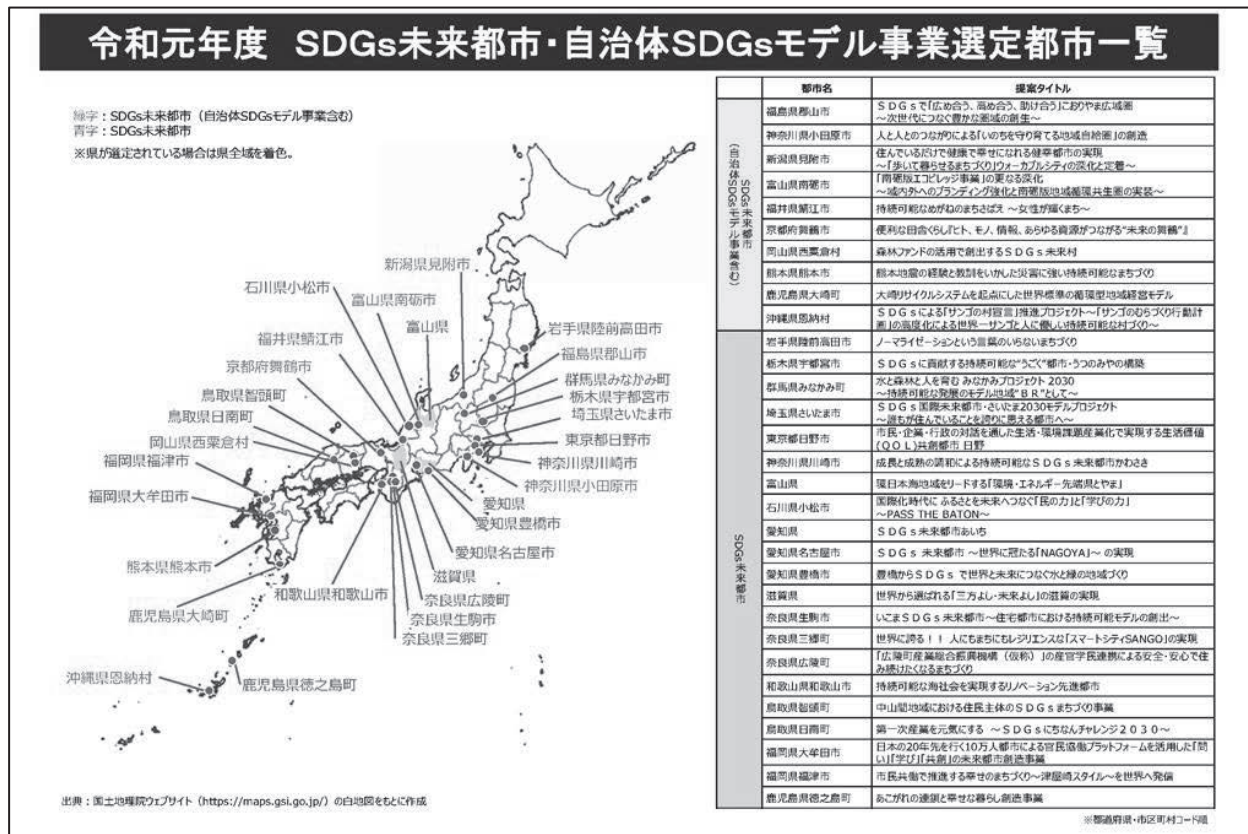 令和元年度 SDGs未来都市・自治体SDGsモデル事業選定都市一覧
緑字：SDGs未来都市（自治体SDGsモデル事業含む）
青字：SDGs未来都市
※県が選定されている場合は県全域を着色。
新潟県見附市
石川県小松市
富山県南砺市
福井県鯖江市
富山県
京都府舞鶴市
鳥取県智頭町
鳥取県日南町
岡山県西粟倉村
福岡県福津市
福岡県大牟田市
熊本県熊本市
鹿児島県大崎町
沖縄県恩納村
鹿児島県徳之島町
岩手県陸前高田市
福島県郡山市
群馬県みなかみ町
栃木県宇都宮市
埼玉県さいたま市
東京都日野市
神奈川県川崎市
神奈川県小田原市
愛知県
愛知県豊橋市
愛知県名古屋市
滋賀県
和歌山県和歌山市
奈良県広陵町
奈良県生駒市
奈良県三郷町
出典：国土地理院ウェブサイト（https://maps.gsi.go.jp/）の白地図をもとに作成
都市名 提案タイトル
SDGs未来都市
（自治体SDGsモデル事業含む）
福島県郡山市 ＳＤＧｓで「広め合う、高め合う、助け合う」こおりやま広域圏
～次世代につなぐ豊かな圏域の創生～
神奈川県小田原市 人と人とのつながりによる「いのちを守り育てる地域自給圏」の創造
新潟県見附市 住んでいるだけで健康で幸せになれる健幸都市の実現
～「歩いて暮らせるまちづくり」ウォーカブルシティの深化と定着～
富山県南砺市 「南砺版エコビレッジ事業」の更なる深化
～域内外へのブランディング強化と南砺版地域循環共生圏の実装～
福井県鯖江市 持続可能なめがねのまちさばえ ～女性が輝くまち～
京都府舞鶴市 便利な田舎くらし『ヒト、モノ、情報、あらゆる資源がつながる“未来の舞鶴”』
岡山県西粟倉村 森林ファンドの活用で創出するＳＤＧｓ未来村
熊本県熊本市 熊本地震の経験と教訓をいかした災害に強い持続可能なまちづくり
鹿児島県大崎町 大崎リサイクルシステムを起点にした世界標準の循環型地域経営モデル
沖縄県恩納村 ＳＤＧｓによる「サンゴの村宣言」推進プロジェクト～「サンゴのむらづくり行動計
画」の高度化による世界一サンゴと人に優しい持続可能な村づくり～
SDGs未来都市
岩手県陸前高田市 ノーマライゼーションという言葉のいらないまちづくり
栃木県宇都宮市 ＳＤＧｓに貢献する持続可能な“うごく”都市・うつのみやの構築
群馬県みなかみ町 水と森林と人を育む みなかみプロジェクト 2030
～持続可能な発展のモデル地域“ＢＲ”として～
埼玉県さいたま市 ＳＤＧｓ国際未来都市・さいたま2030モデルプロジェクト
～誰もが住んでいることを誇りに思える都市へ～
東京都日野市 市民・企業・行政の対話を通した生活・環境課題産業化で実現する生活価値
(ＱＯＬ)共創都市 日野
神奈川県川崎市 成長と成熟の調和による持続可能なＳＤＧｓ未来都市かわさき
富山県 環日本海地域をリードする「環境・エネルギー先端県とやま」
石川県小松市 国際化時代に ふるさとを未来へつなぐ「民の力」と「学びの力」
～PASS THE BATON～
愛知県 ＳＤＧｓ未来都市あいち
愛知県名古屋市 ＳＤＧｓ 未来都市 ～世界に冠たる「NAGOYA」～ の実現
愛知県豊橋市 豊橋からＳＤＧｓ で世界と未来につなぐ水と緑の地域づくり
滋賀県 世界から選ばれる「三方よし・未来よし」の滋賀の実現
奈良県生駒市 いこまＳＤＧｓ未来都市～住宅都市における持続可能モデルの創出～
奈良県三郷町 世界に誇る！！ 人にもまちにもレジリエンスな「スマートシティSANGO」の実現
奈良県広陵町 「広陵町産業総合振興機構（仮称）」の産官学民連携による安全・安心で住
み続けたくなるまちづくり
和歌山県和歌山市 持続可能な海社会を実現するリノベーション先進都市
鳥取県智頭町 中山間地域における住民主体のＳＤＧｓまちづくり事業
鳥取県日南町 第一次産業を元気にする ～ＳＤＧｓにちなんチャレンジ２０３０～
福岡県大牟田市 日本の20年先を行く10万人都市による官民協働プラットフォームを活用した「問
い」「学び」「共創」の未来都市創造事業
福岡県福津市 市民共働で推進する幸せのまちづくり～津屋崎スタイル～を世界へ発信
鹿児島県徳之島町 あこがれの連鎖と幸せな暮らし創造事業
※都道府県・市区町村コード順